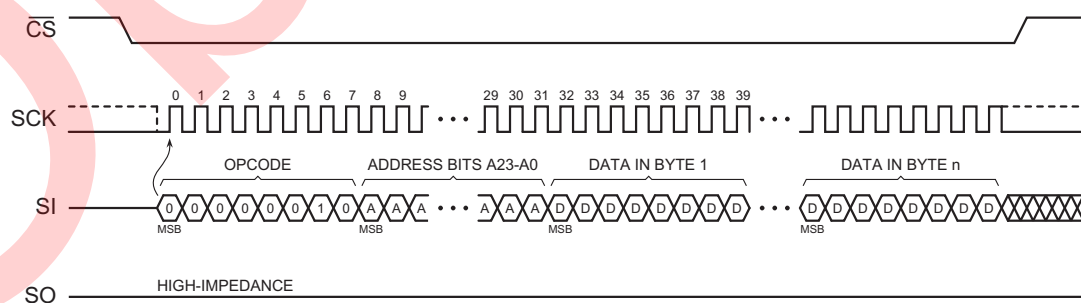 CS
SCK
0 1 2 3 4 5 6 7 8 9 29 30 31 32 33 34 35 36 37 38 39
OPCODE ADDRESS BITS A23-A0 DATA IN BYTE 1 DATA IN BYTE n
SI
0 0 0 0 0 0 1 0 A A A A A A D D D D D D D D D D D D D D D D
MSB MSB MSB MSB
SO
HIGH-IMPEDANCE